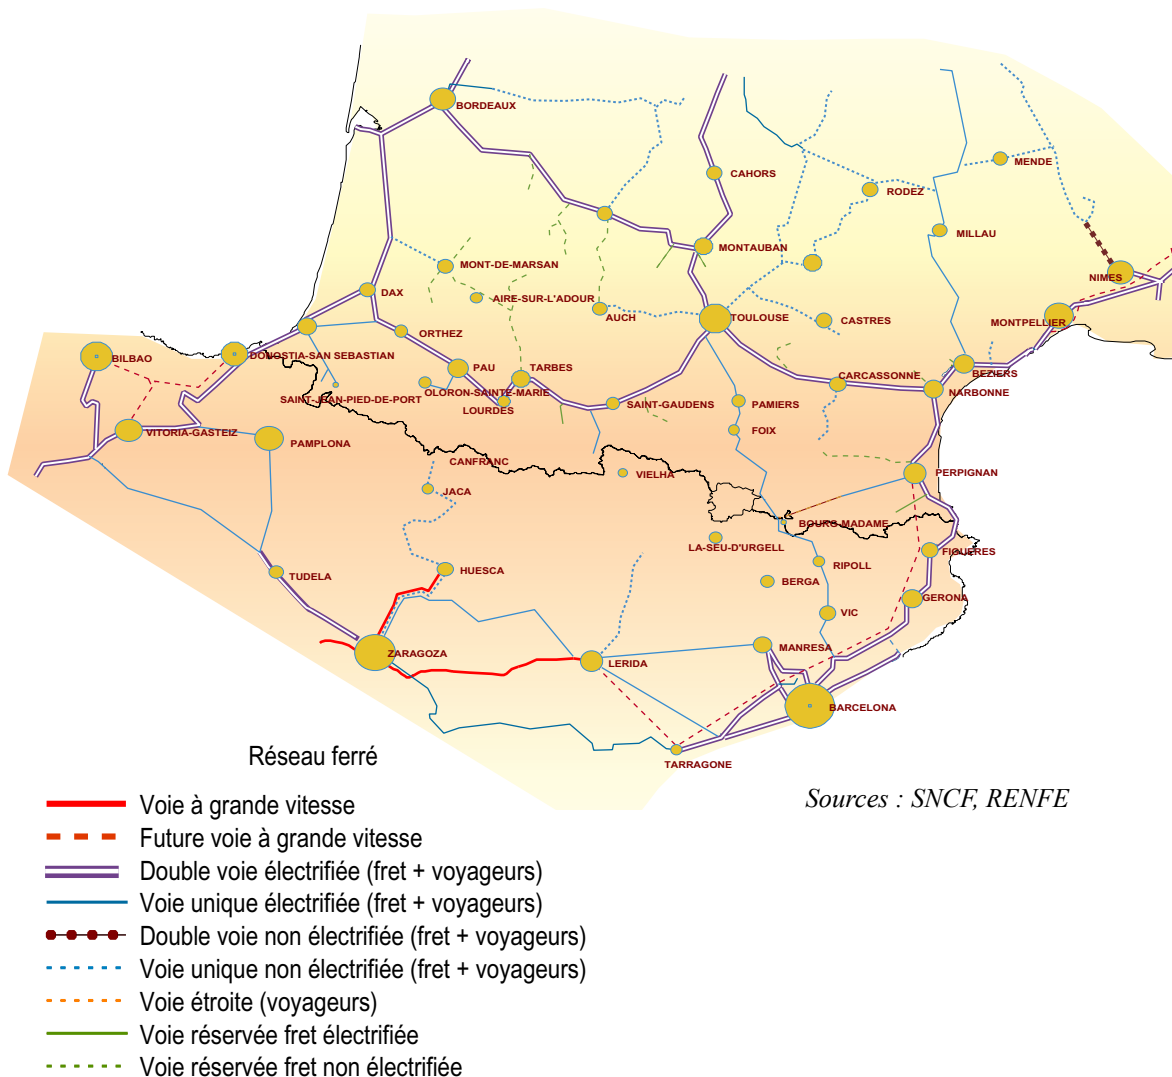 BORDEAUX
CAHORS
MENDE
RODEZ
MILLAU
MONTAUBAN
MONT-DE-MARSAN
NIMES
DAX
AIRE-SUR-L'ADOUR
AUCH
TOULOUSE
CASTRES
MONTPELLIER
ORTHEZ
BILBAO
DONOSTIA-SAN SEBASTIAN
PAU
TARBES
CARCASSONNE
BEZIERS
SAINT-JEAN-PIED-DE-PORT
OLORON-SAINTE-MARIE
NARBONNE
LOURDES
SAINT-GAUDENS
PAMIERS
VITORIA-GASTEIZ
PAMPLONA
FOIX
CANFRANC
VIELHA
PERPIGNAN
JACA
BOURG-MADAME
LA-SEU-D'URGELL
FIGUERES
HUESCA
RIPOLL
TUDELA
BERGA
GERONA
VIC
ZARAGOZA
MANRESA
LERIDA
BARCELONA
TARRAGONE
Réseau ferré
Sources : SNCF, RENFE
Voie à grande vitesse
Future voie à grande vitesse
Double voie électrifiée (fret + voyageurs)
Voie unique électrifiée (fret + voyageurs)
Double voie non électrifiée (fret + voyageurs)
Voie unique non électrifiée (fret + voyageurs)
Voie étroite (voyageurs)
Voie réservée fret électrifiée
Voie réservée fret non électrifiée